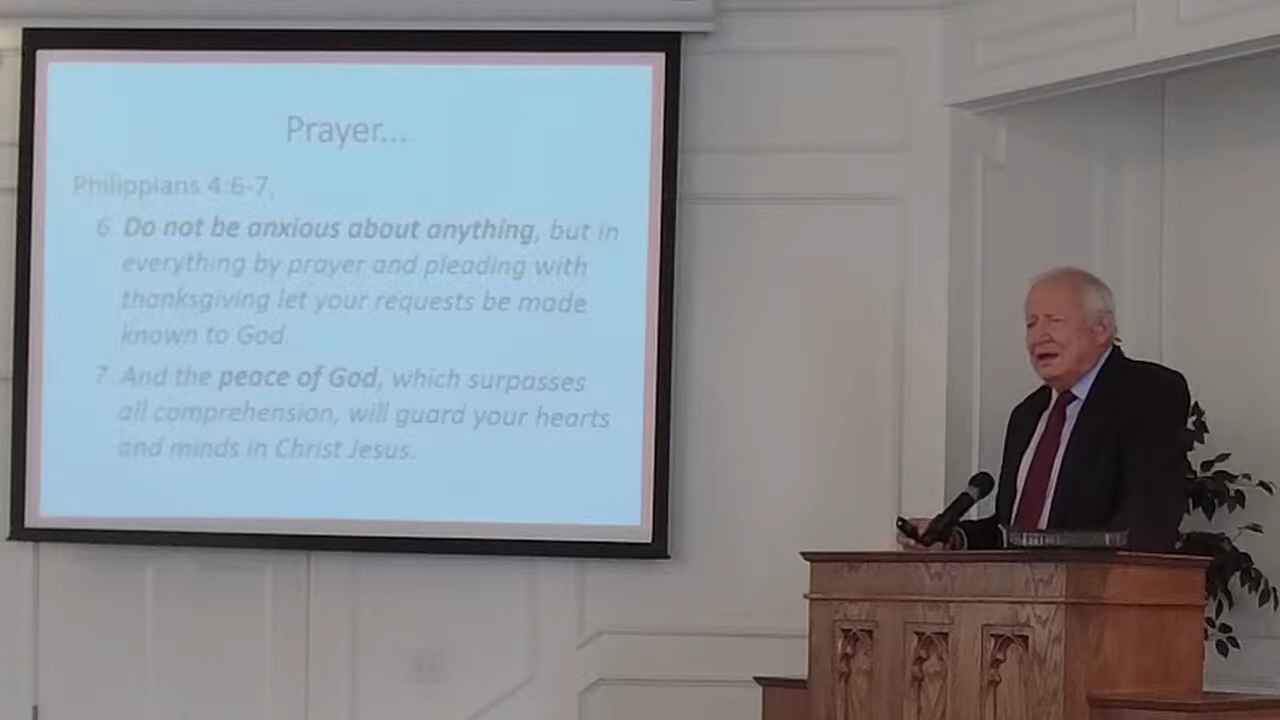 Prayer...
Philippians 4:6-7,
6 Do not be anxious about anything, but in
everything by prayer and pleading with
thanksgiving let your requests be made
known to God.
7 And the peace of God, which surpasses
all comprehension, will guard your hearts
and minds in Christ Jesus.